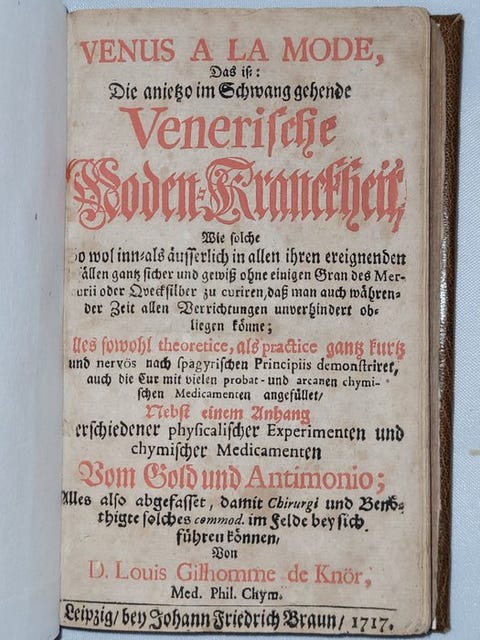 VENUS A LA MODE,
Das ist:
Die anietzo im Schwang gehende
Venerische
Moden-Kranckheit,
Wie solche
So wol inn- als äusserlich in allen ihren ereignenden
Fällen gantz sicher und gewiß ohne einigen Gran des Mer-
curii oder Qvecksilber zu curiren, daß man auch währen-
der Zeit allen Verrichtungen unverhindert ob-
liegen könne;
Alles sowohl theoretice, als practice gantz kurtz
und nervös nach spagyrischen Principiis demonstriret,
auch die Cur mit vielen probat- und arcanen chymi-
schen Medicamenten angefüllet/
Nebst einem Anhang
verschiedener physicalischer Experimenten und
chymischer Medicamenten
Vom Gold und Antimonio;
Alles also abgefasset, damit Chirurgi und Benö-
thigte solches commod. im Felde bey sich
führen können,
Von
D. Louis Gilhomme de Knör,
Med. Phil. Chym.
Leipzig/ bey Johann Friedrich Braun/ 1717.